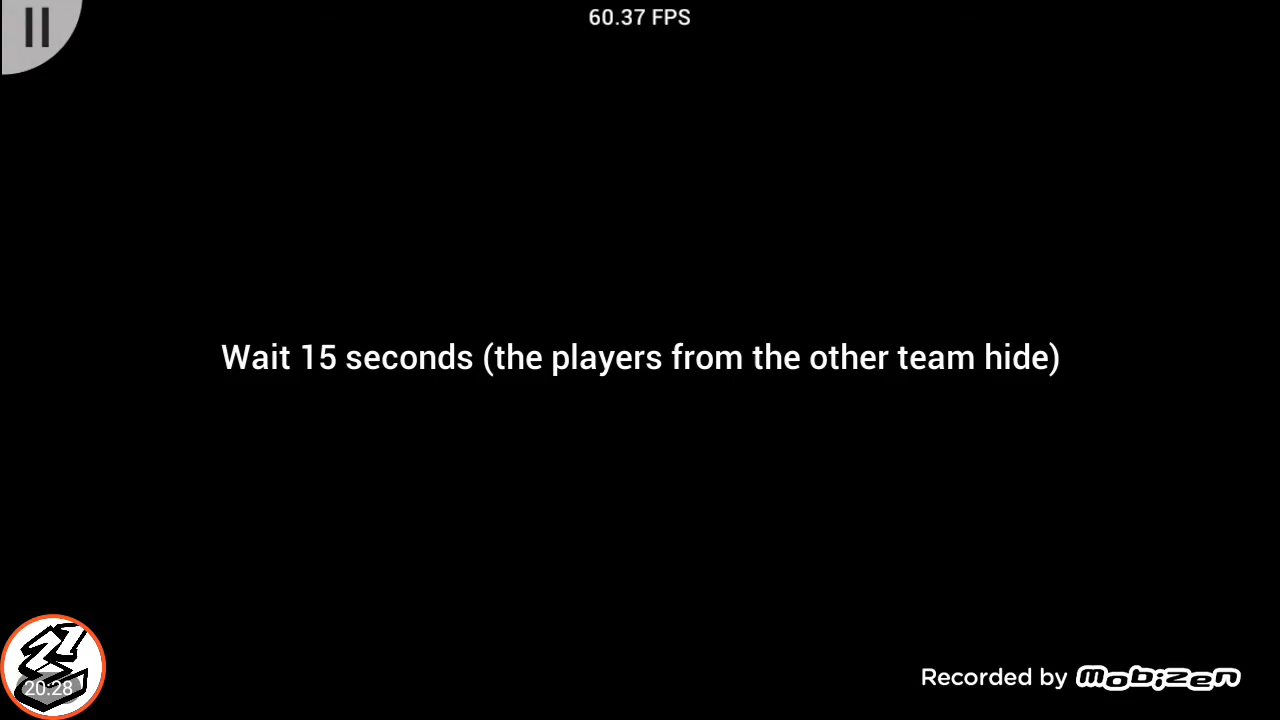 60.37 FPS
Wait 15 seconds (the players from the other team hide)
20:28
Recorded by mobizen